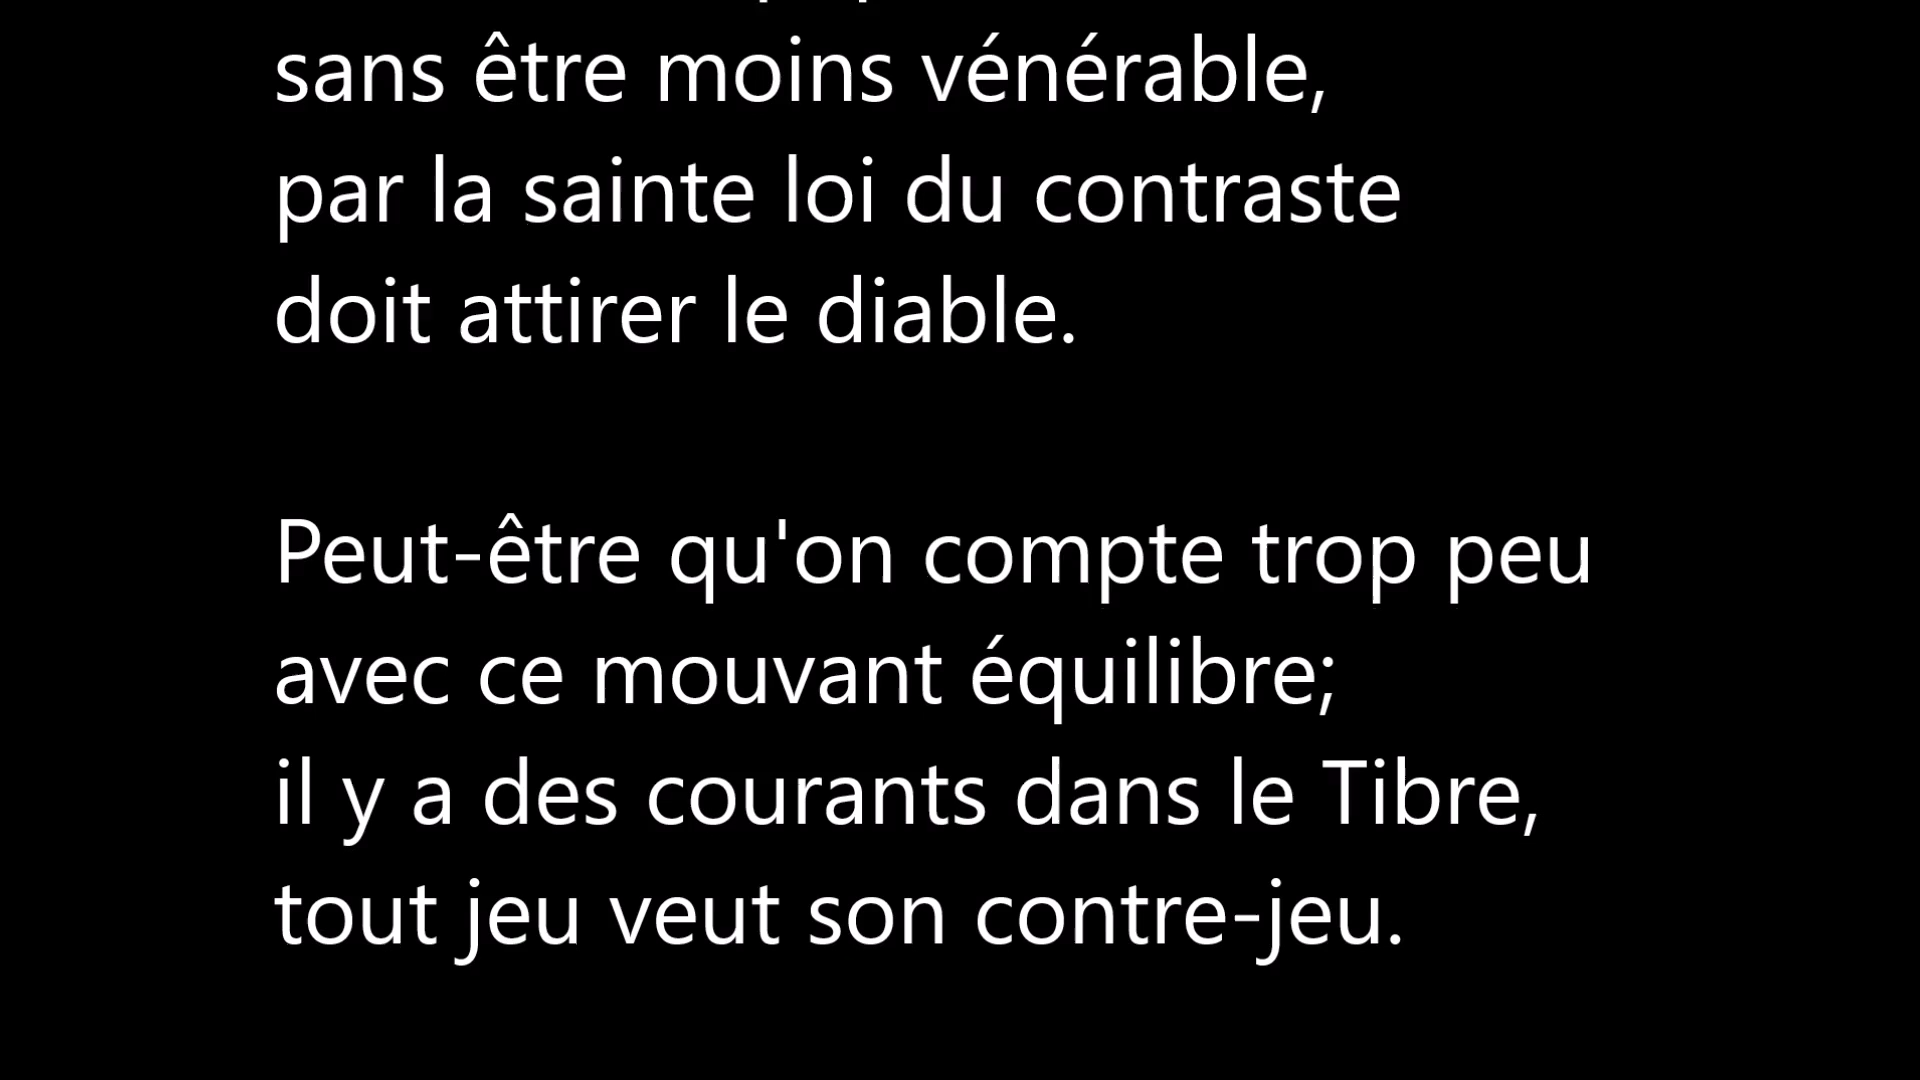 sans être moins vénérable,
par la sainte loi du contraste
doit attirer le diable.
Peut-être qu'on compte trop peu
avec ce mouvant équilibre;
il y a des courants dans le Tibre,
tout jeu veut son contre-jeu.